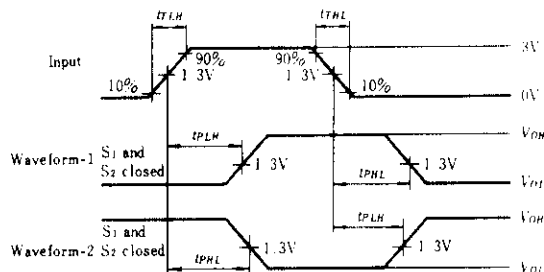 tTLH
tTHL
Input
10%
90%
1.3V
90%
1.3V
10%
3V
0V
Waveform-1 S1 and S2 closed
tPLH
1.3V
tPHL
1.3V
VOH
VOL
Waveform-2 S1 and S2 closed
tPHL
1.3V
tPLH
1.3V
VOH
VOL